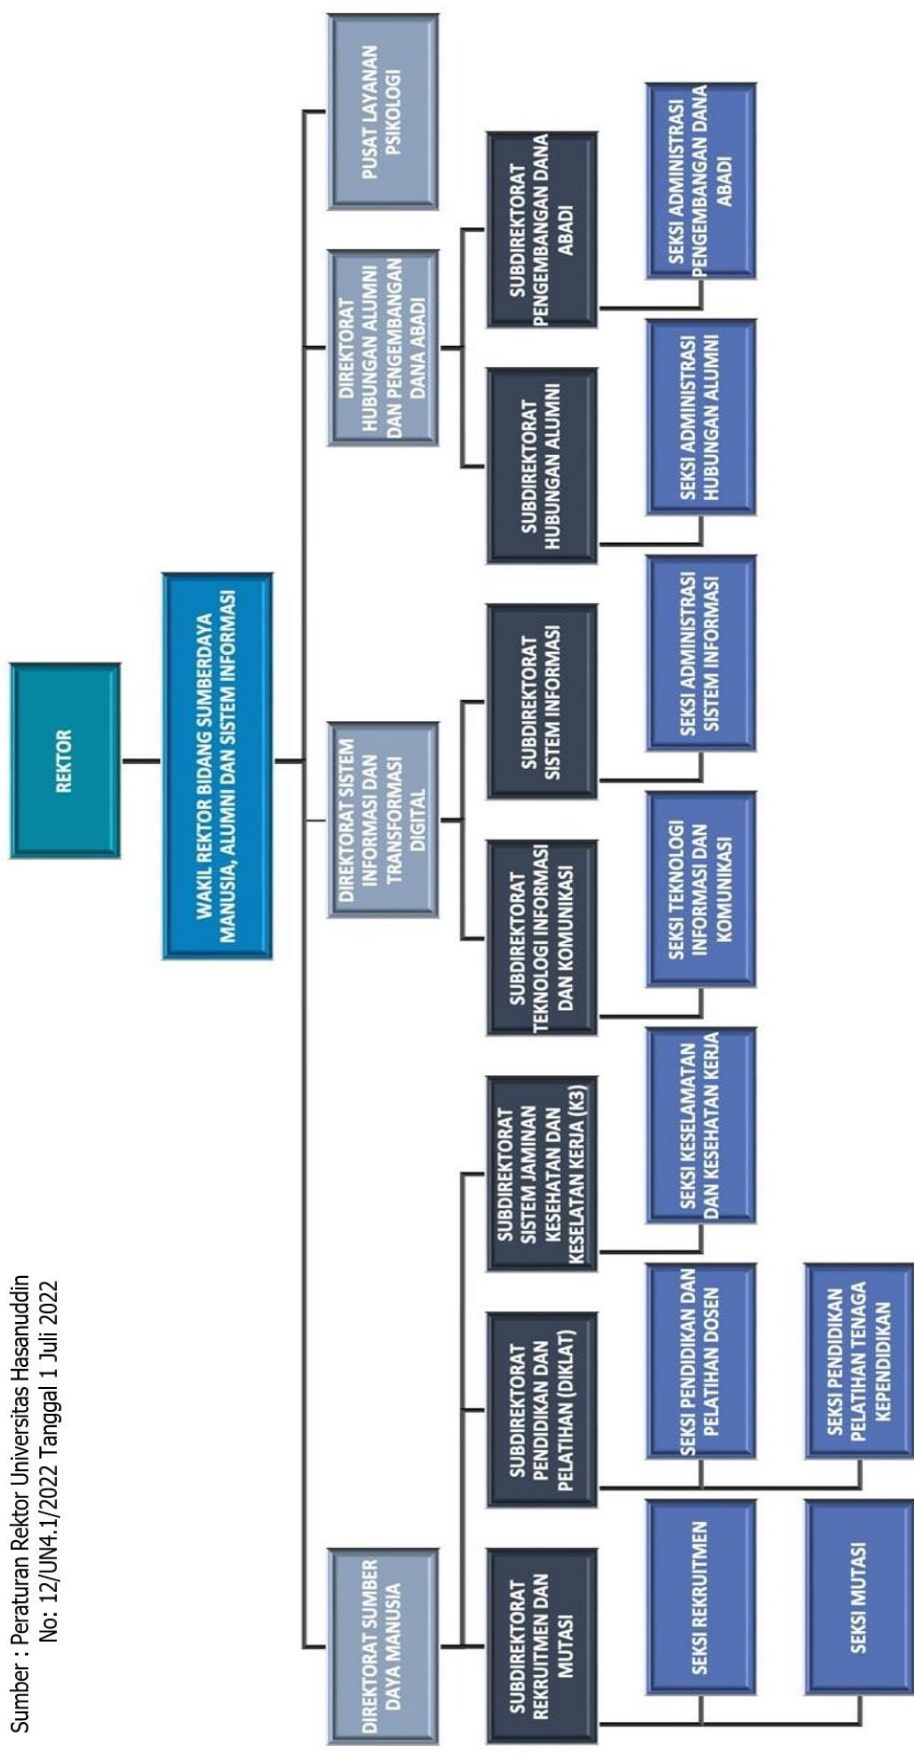 Sumber : Peraturan Rektor Universitas Hasanuddin
No: 12/UN4.1/2022 Tanggal 1 Juli 2022
REKTOR
WAKIL REKTOR BIDANG SUMBERDAYA
MANUSIA, ALUMNI DAN SISTEM INFORMASI
DIREKTORAT SUMBER
DAYA MANUSIA
DIREKTORAT SISTEM
INFORMASI DAN
TRANSFORMASI
DIGITAL
DIREKTORAT
HUBUNGAN ALUMNI
DAN PENGEMBANGAN
DANA ABADI
PUSAT LAYANAN
PSIKOLOGI
SUBDIREKTORAT
REKRUITMEN DAN
MUTASI
SUBDIREKTORAT
PENDIDIKAN DAN
PELATIHAN (DIKLAT)
SUBDIREKTORAT
SISTEM JAMINAN
KESEHATAN DAN
KESELATAN KERJA (K3)
SUBDIREKTORAT
TEKNOLOGI INFORMASI
DAN KOMUNIKASI
SUBDIREKTORAT
SISTEM INFORMASI
SUBDIREKTORAT
HUBUNGAN ALUMNI
SUBDIREKTORAT
PENGEMBANGAN DANA
ABADI
SEKSI REKRUITMEN
SEKSI PENDIDIKAN DAN
PELATIHAN DOSEN
SEKSI KESELAMATAN
DAN KESEHATAN KERJA
SEKSI TEKNOLOGI
INFORMASI DAN
KOMUNIKASI
SEKSI ADMINISTRASI
SISTEM INFORMASI
SEKSI ADMINISTRASI
HUBUNGAN ALUMNI
SEKSI ADMINISTRASI
PENGEMBANGAN DANA
ABADI
SEKSI MUTASI
SEKSI PENDIDIKAN
PELATIHAN TENAGA
KEPENDIDIKAN